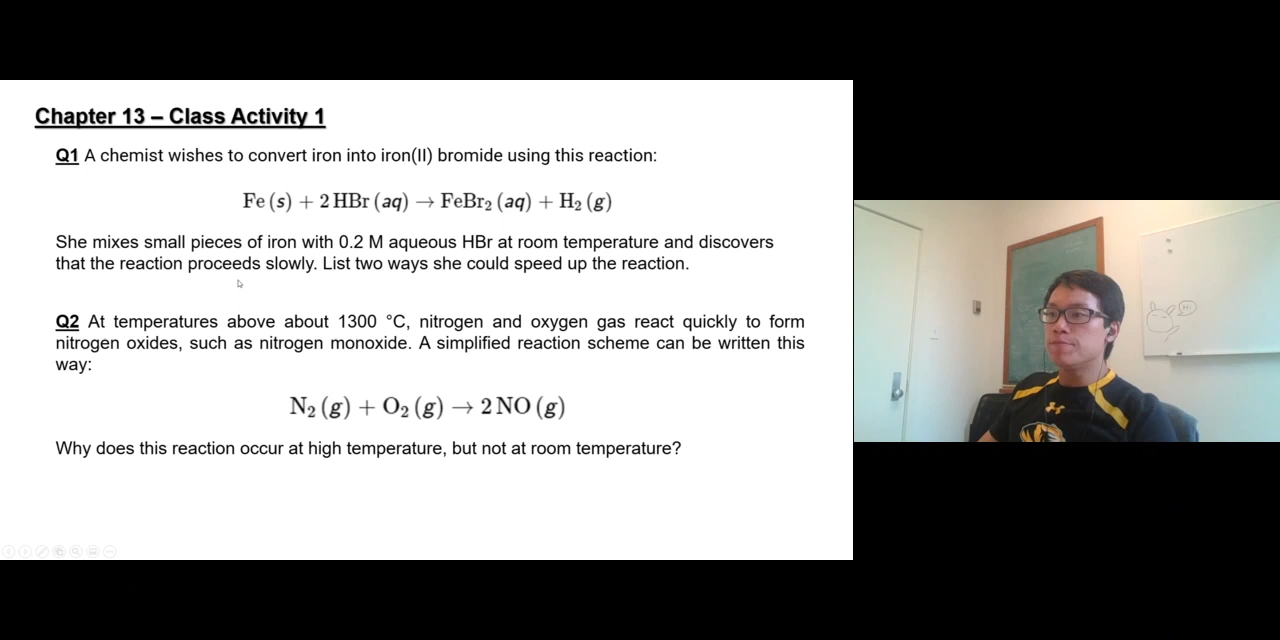 Chapter 13 – Class Activity 1
Q1 A chemist wishes to convert iron into iron(II) bromide using this reaction:
Fe (s) + 2 HBr (aq) → FeBr₂ (aq) + H₂ (g)
She mixes small pieces of iron with 0.2 M aqueous HBr at room temperature and discovers
that the reaction proceeds slowly. List two ways she could speed up the reaction.
Q2 At temperatures above about 1300 °C, nitrogen and oxygen gas react quickly to form
nitrogen oxides, such as nitrogen monoxide. A simplified reaction scheme can be written this
way:
N₂ (g) + O₂ (g) → 2 NO (g)
Why does this reaction occur at high temperature, but not at room temperature?
Hi